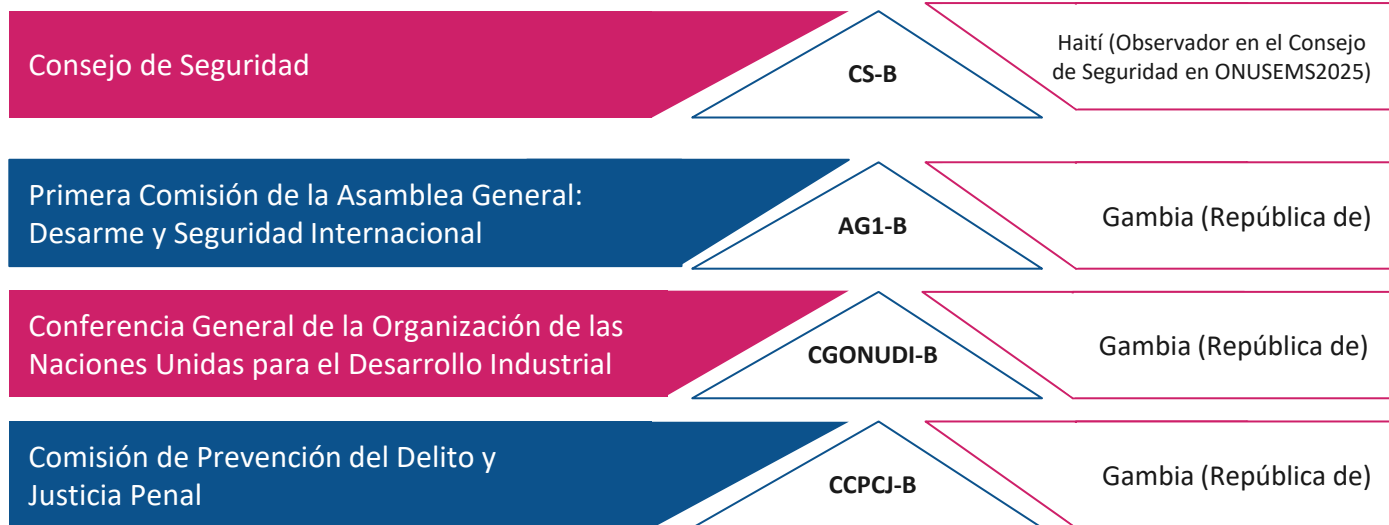 Consejo de Seguridad
CS-B
Haití (Observador en el Consejo
de Seguridad en ONUSEMS2025)
Primera Comisión de la Asamblea General:
Desarme y Seguridad Internacional
AG1-B
Gambia (República de)
Conferencia General de la Organización de las
Naciones Unidas para el Desarrollo Industrial
CGONUDI-B
Gambia (República de)
Comisión de Prevención del Delito y
Justicia Penal
CCPCJ-B
Gambia (República de)